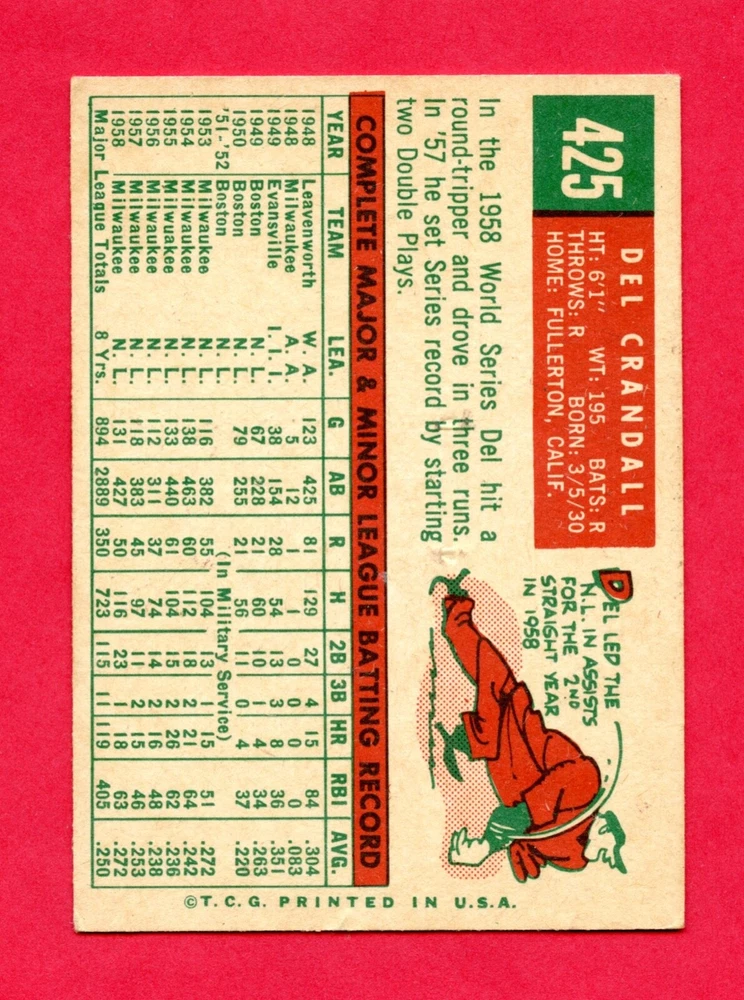 425
DEL CRANDALL
HT: 6'1" WT: 195 BATS: R
THROWS: R BORN: 3/5/30
HOME: FULLERTON, CALIF.
In the 1958 World Series Del hit a
round-tripper and drove in three runs.
In '57 he set Series record by starting
two Double Plays.
DEL LED THE
N.L. IN ASSISTS
FOR THE 2ND
STRAIGHT YEAR
IN 1958
COMPLETE MAJOR & MINOR LEAGUE BATTING RECORD
YEAR TEAM LEA. G AB R H 2B 3B HR RBI AVG.
1948 Leavenworth W. A. 123 425 81 129 27 4 15 84 .304
1948 Milwaukee A. A. 5 12 1 1 0 0 0 0 .083
1949 Evansville I. I. I. 38 154 28 54 13 3 8 36 .351
1949 Boston N. L. 67 228 21 60 10 1 4 34 .263
1950 Boston N. L. 79 255 21 56 11 0 4 37 .220
'51-'52 Boston N. L. (In Military Service)
1953 Milwaukee N. L. 116 382 55 104 13 1 15 51 .272
1954 Milwaukee N. L. 138 463 60 112 18 2 21 64 .242
1955 Milwaukee N. L. 133 440 61 104 15 2 26 62 .236
1956 Milwuakee N. L. 112 311 37 74 14 2 16 48 .238
1957 Milwaukee N. L. 118 383 45 97 11 2 15 46 .253
1958 Milwaukee N. L. 131 427 50 116 23 1 18 63 .272
Major League Totals 8 Yrs. 894 2889 350 723 115 11 119 405 .250
©T.C.G. PRINTED IN U.S.A.